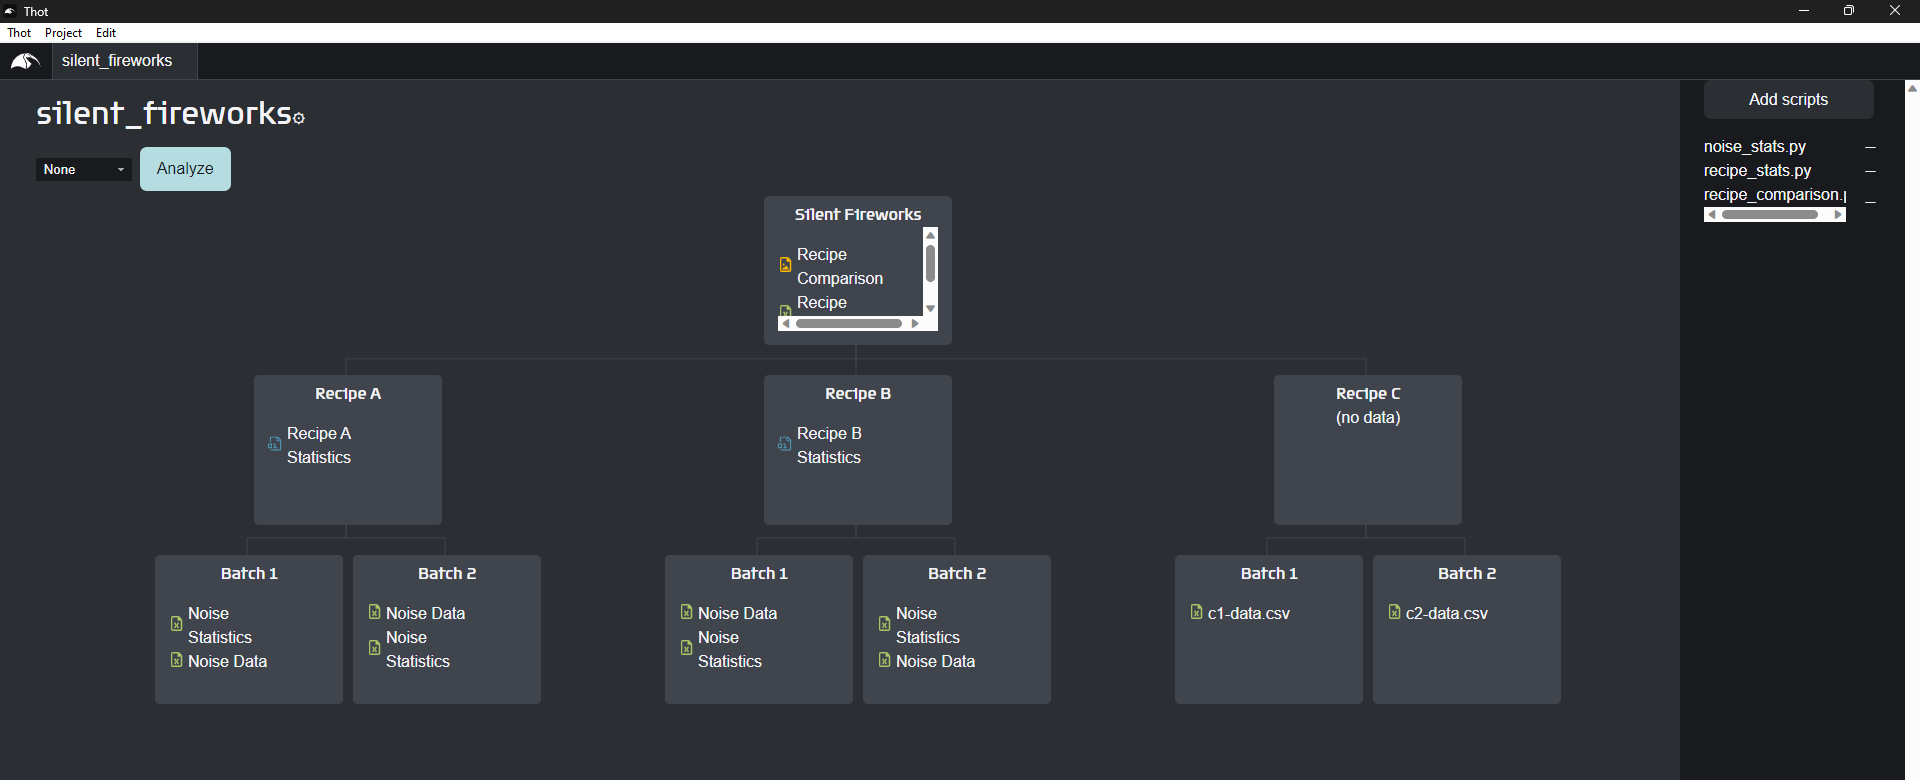 Thot
Thot Project Edit
silent_fireworks
silent_fireworks
None
Analyze
Add scripts
noise_stats.py
recipe_stats.py
recipe_comparison.p
Silent Fireworks
Recipe
Comparison
Recipe
Recipe A
Recipe A
Statistics
Recipe B
Recipe B
Statistics
Recipe C
(no data)
Batch 1
Noise
Statistics
Noise Data
Batch 2
Noise Data
Noise
Statistics
Batch 1
Noise Data
Noise
Statistics
Batch 2
Noise
Statistics
Noise Data
Batch 1
c1-data.csv
Batch 2
c2-data.csv